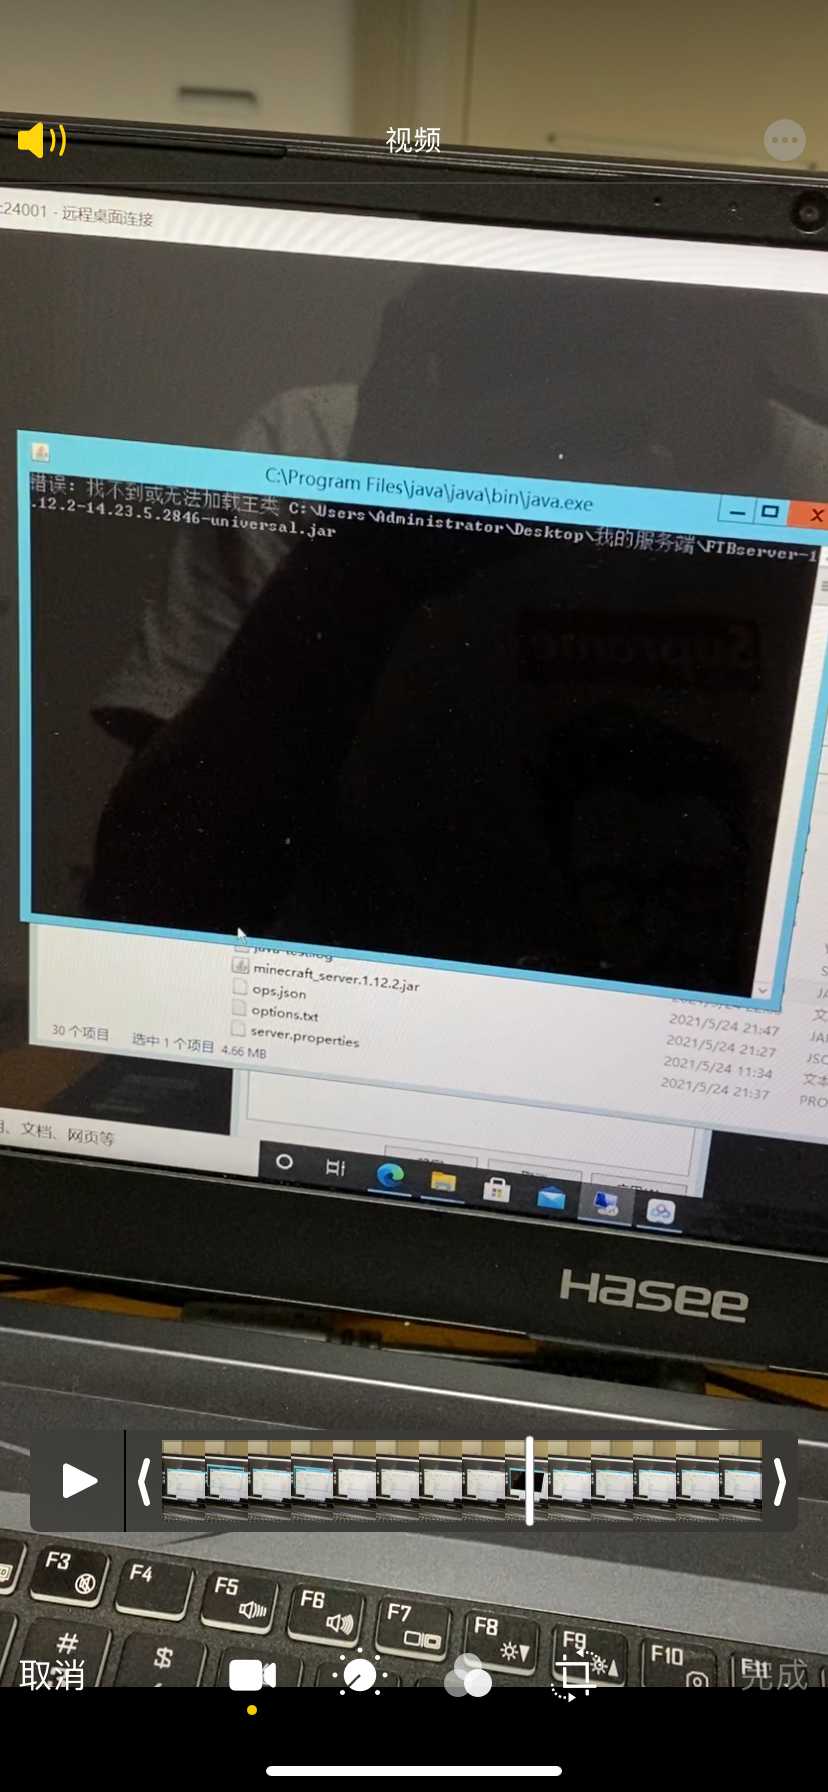 视频
c24001 - 远程桌面连接
C:\Program Files\java\java\bin\java.exe
错误: 找不到或无法加载主类 C:\Users\Administrator\Desktop\我的服务端\FTBserver-1
.12.2-14.23.5.2846-universal.jar
minecraft_server.1.12.2.jar
2021/5/24 21:47
ops.json
2021/5/24 21:27
options.txt
2021/5/24 11:34
server.properties
2021/5/24 21:37
30 个项目 选中 1 个项目 4.66 MB
JSO
文本
PRO
、文档、网页等
Hasee
F3
F4
F5
F6
F7
F8
F9
F10
F11
#
$
取消
完成